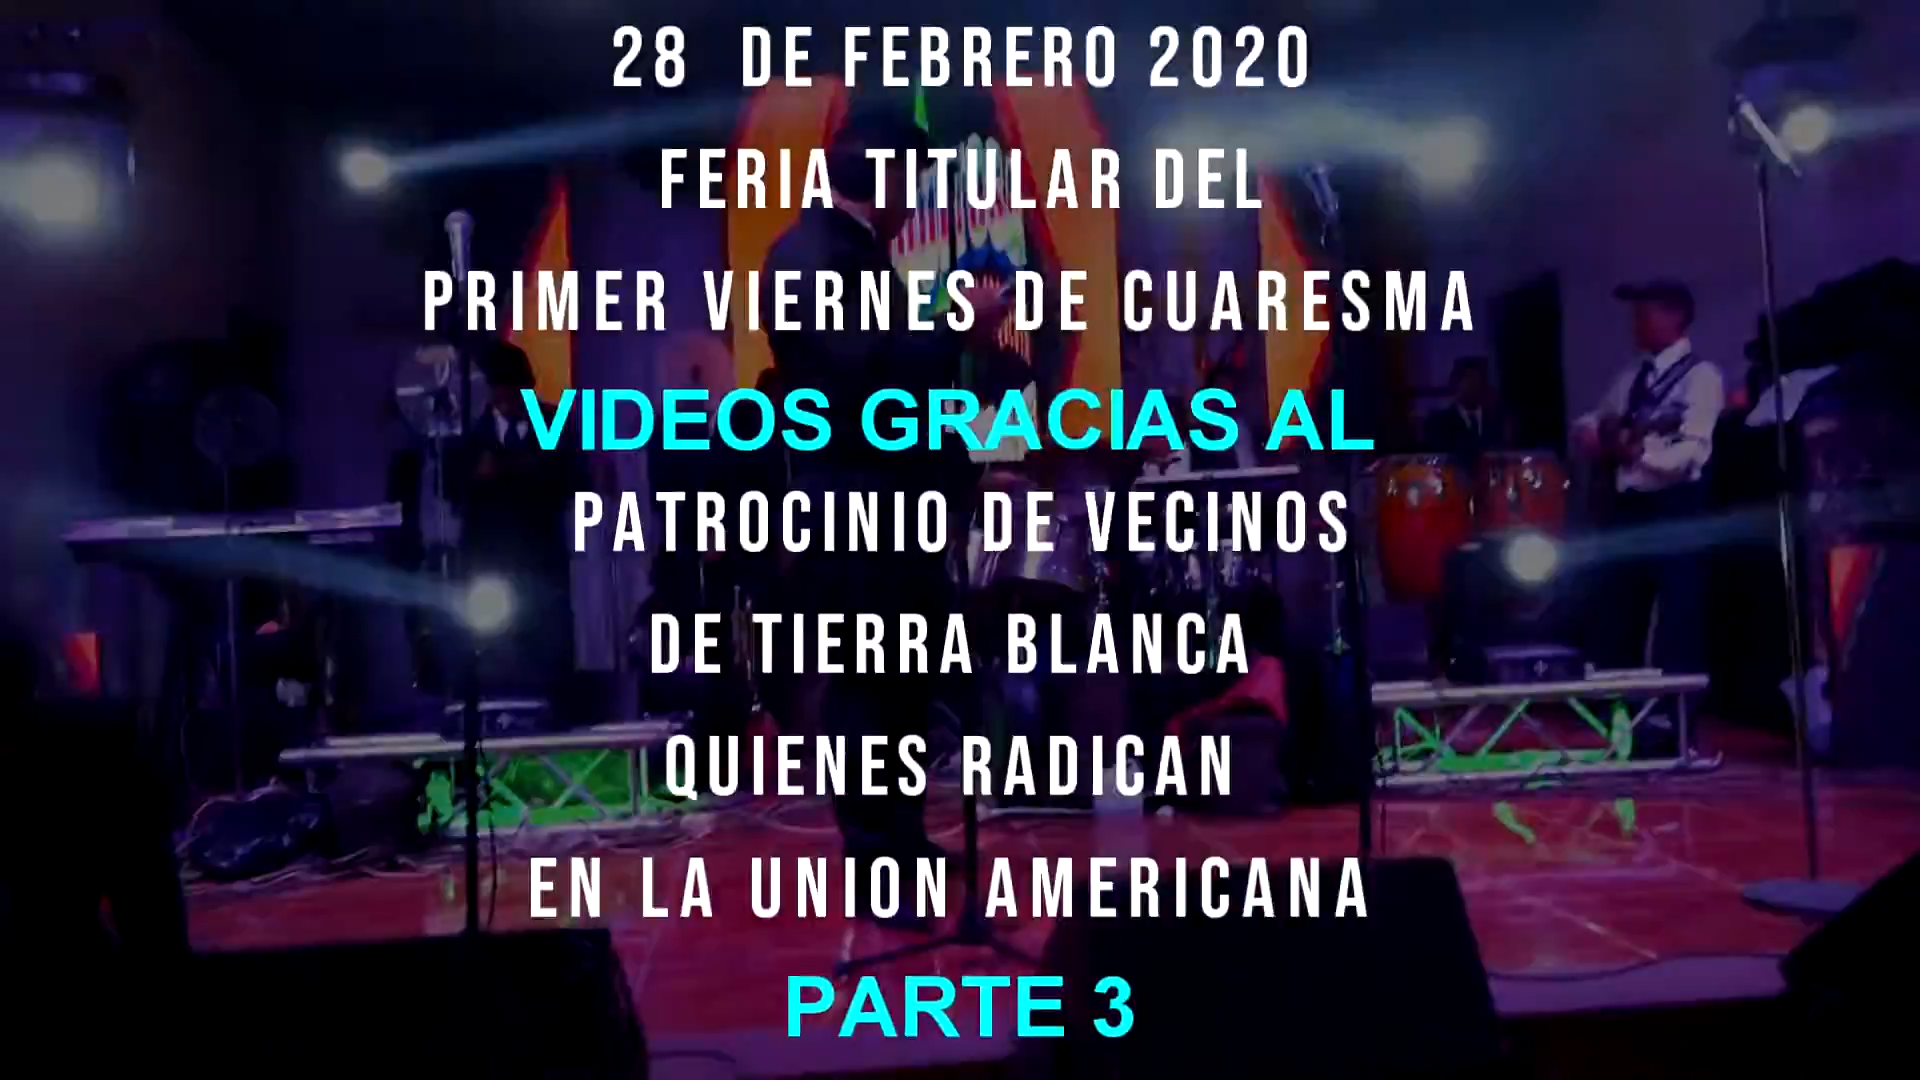 28 DE FEBRERO 2020
FERIA TITULAR DEL
PRIMER VIERNES DE CUARESMA
VIDEOS GRACIAS AL
PATROCINIO DE VECINOS
DE TIERRA BLANCA
QUIENES RADICAN
EN LA UNION AMERICANA
PARTE 3